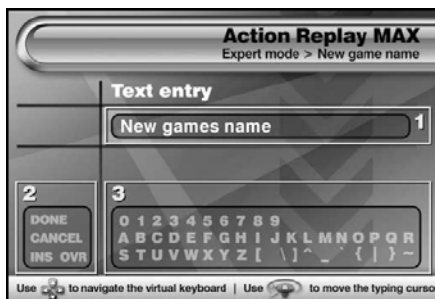 Action Replay MAX
Expert mode > New game name
Text entry
New games name
1
2
DONE
CANCEL
INS OVR
3
0 1 2 3 4 5 6 7 8 9
A B C D E F G H I J K L M N O P Q R
S T U V W X Y Z [ \ ] ^ _ ` { | } ~
Use to navigate the virtual keyboard | Use to move the typing curso